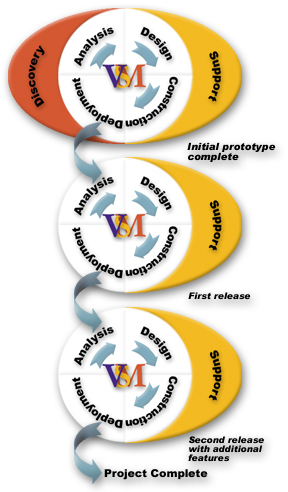 Discovery
Analysis
Design
Construction
Deployment
VSM
Support
Initial prototype
complete
Analysis
Design
Construction
Deployment
VSM
Support
First release
Analysis
Design
Construction
Deployment
VSM
Support
Second release
with additional
features
Project Complete